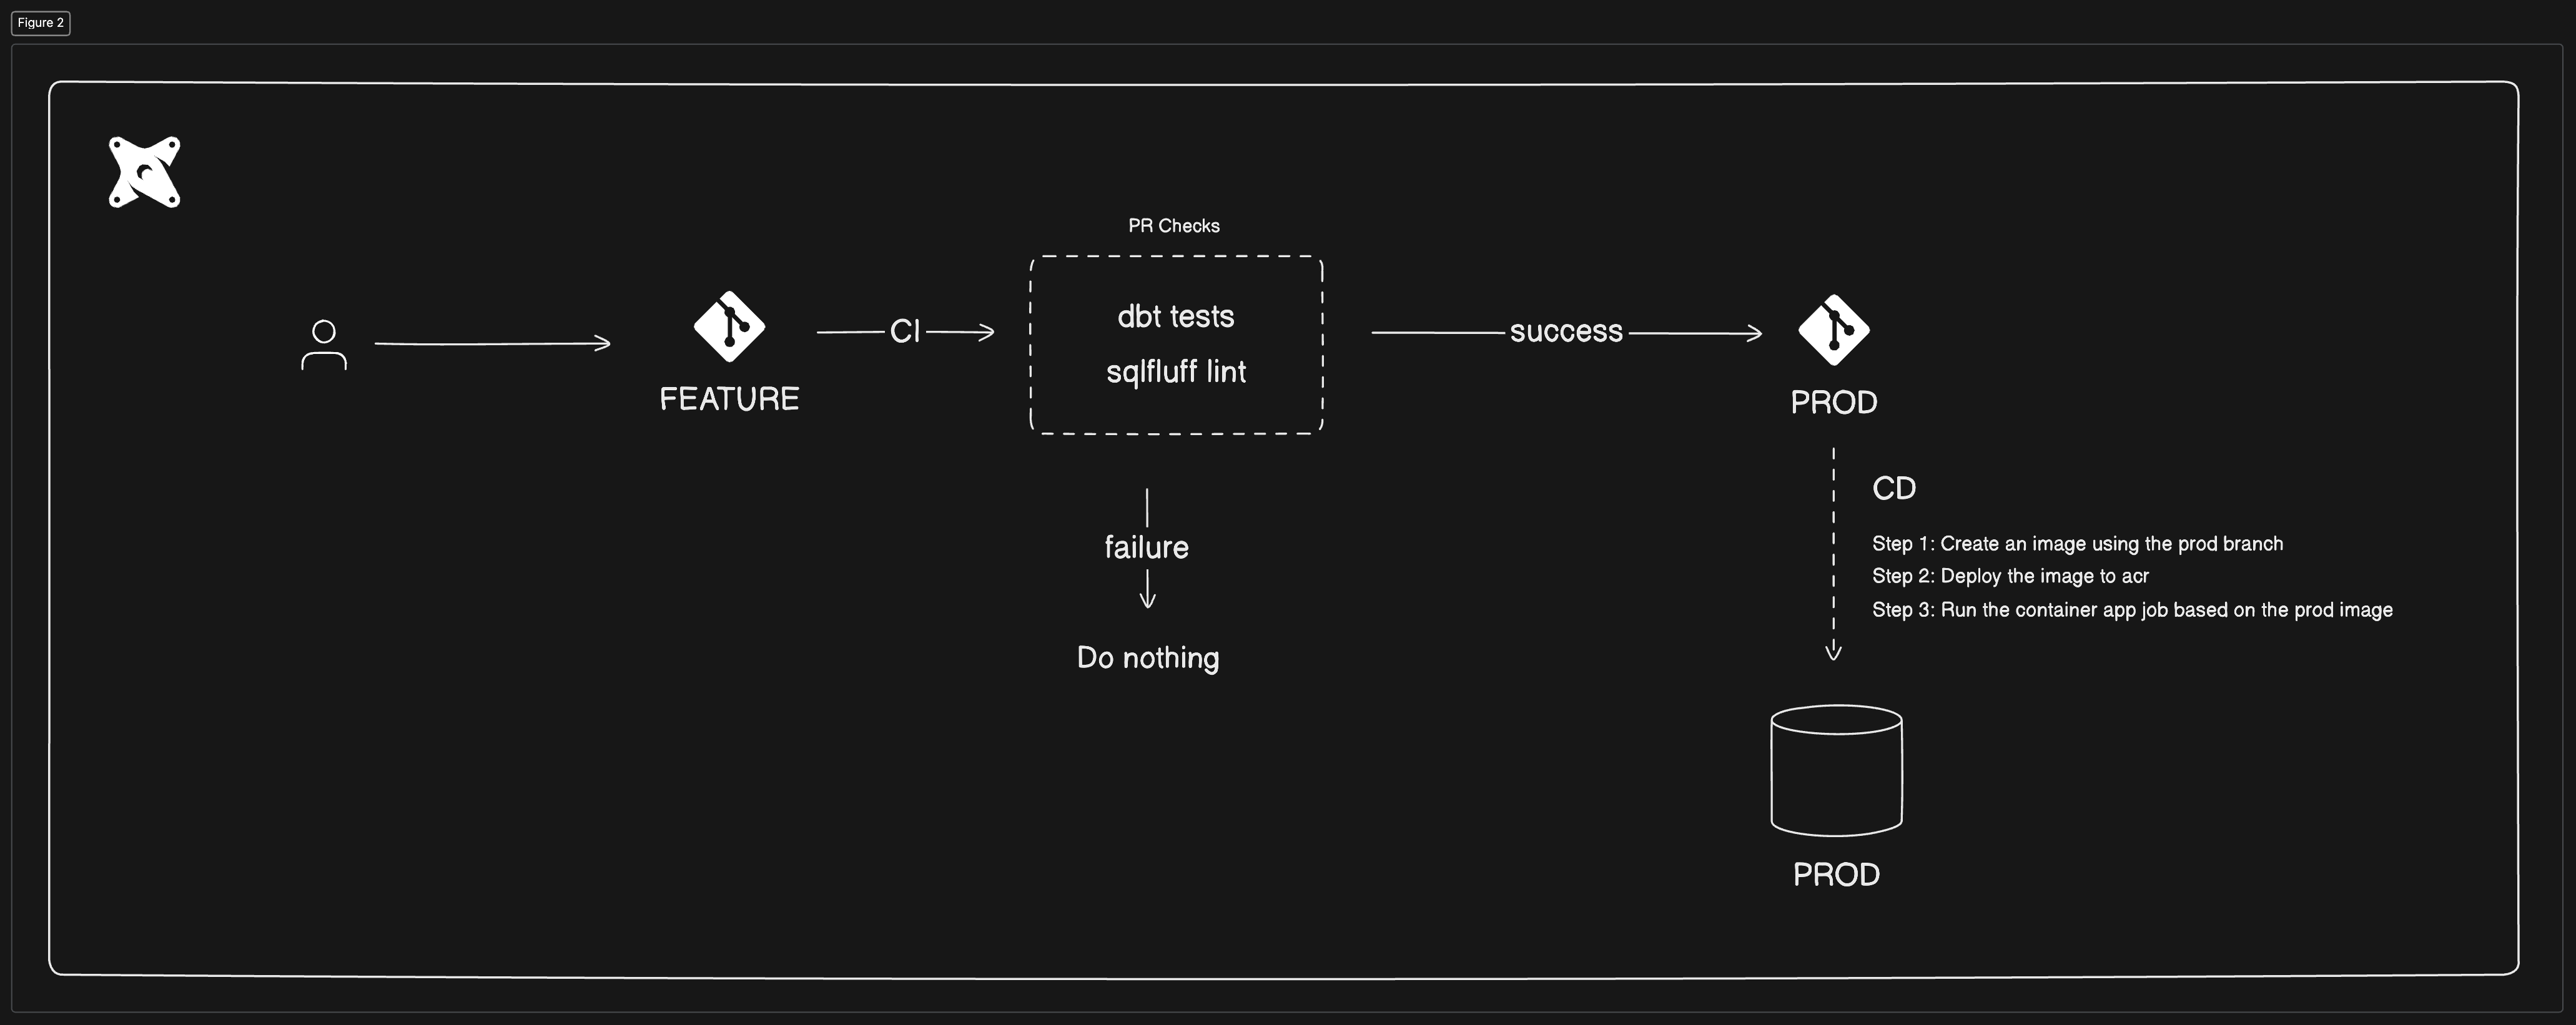 Figure 2
PR Checks
dbt tests
sqlfluff lint
FEATURE
CI
success
PROD
failure
Do nothing
CD
Step 1: Create an image using the prod branch
Step 2: Deploy the image to acr
Step 3: Run the container app job based on the prod image
PROD